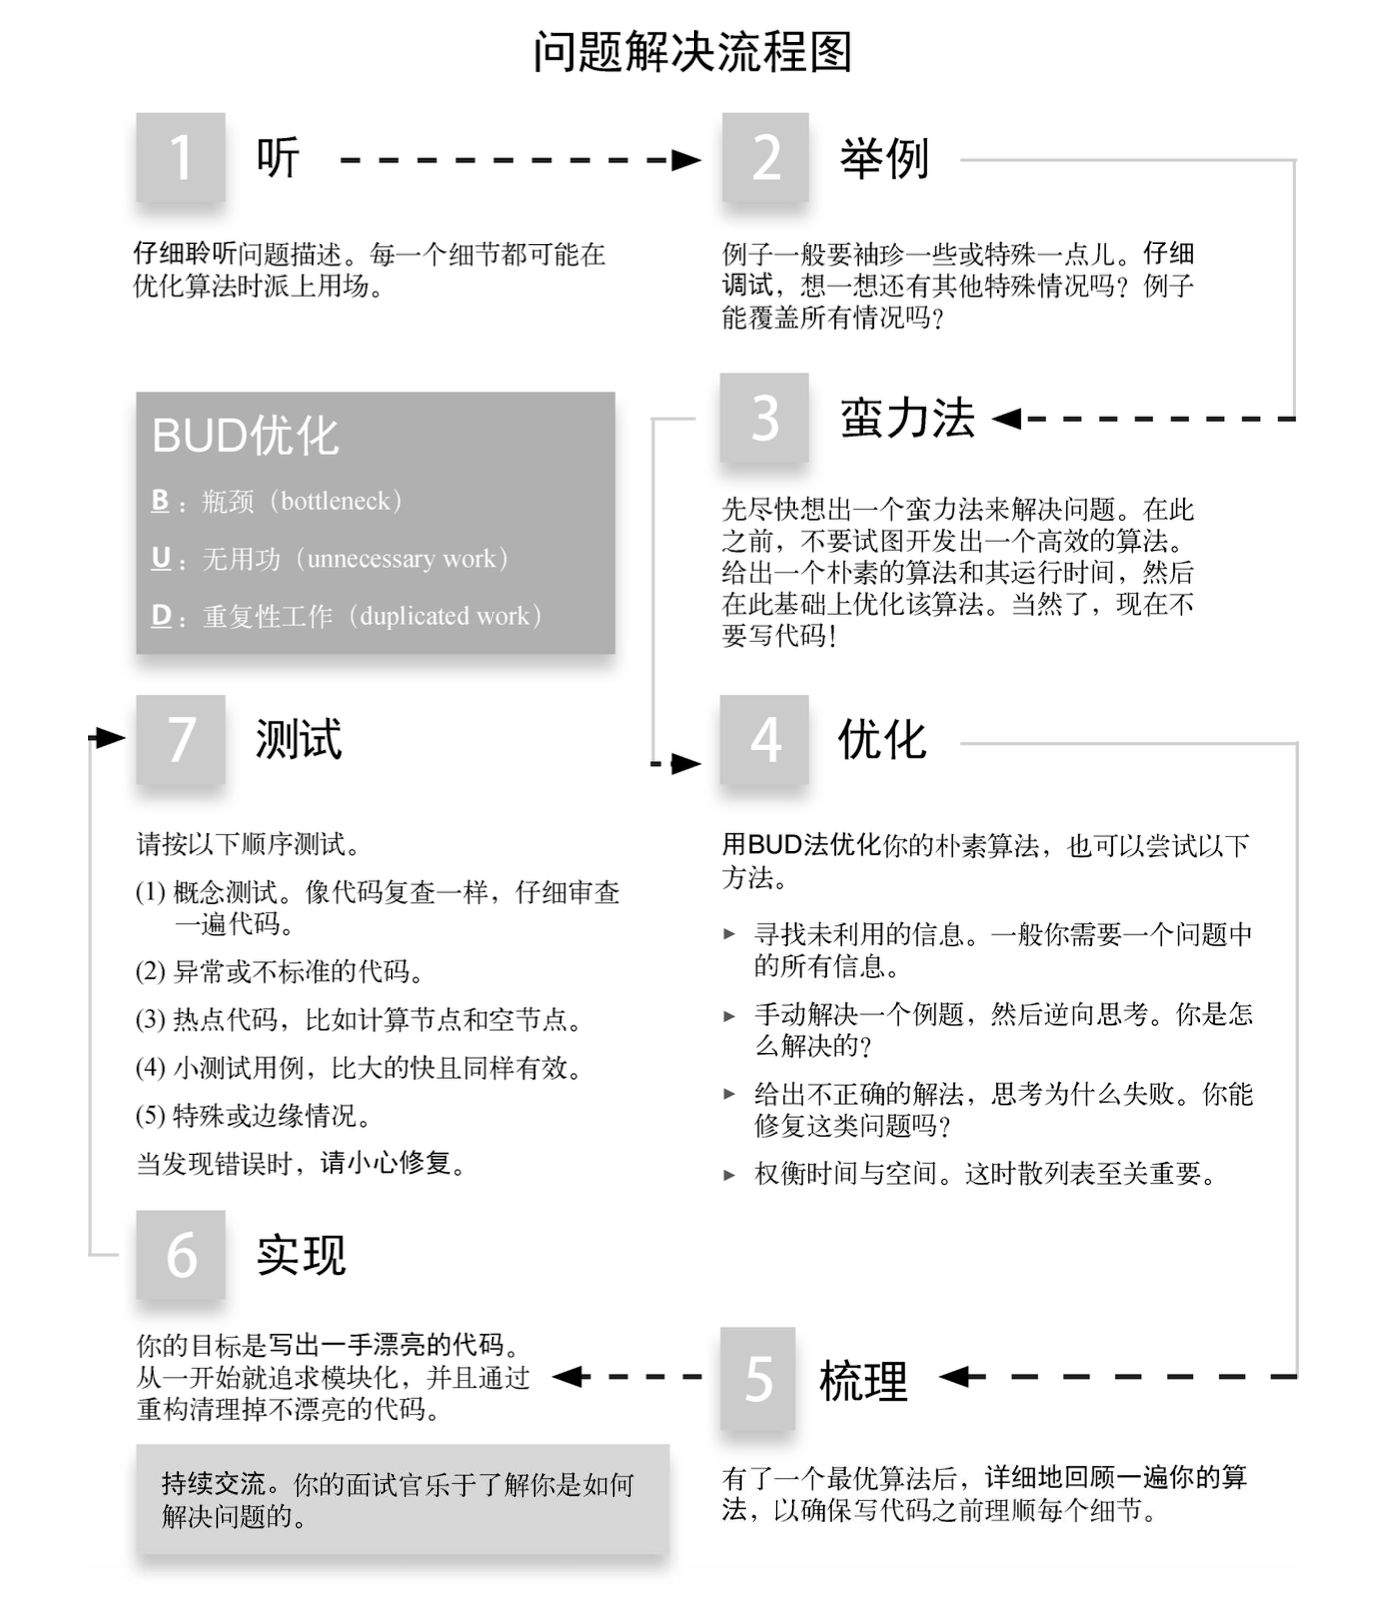 问题解决流程图
1 听
仔细聆听问题描述。每一个细节都可能在
优化算法时派上用场。
2 举例
例子一般要袖珍一些或特殊一点儿。仔细
调试，想一想还有其他特殊情况吗？例子
能覆盖所有情况吗？
BUD优化
B：瓶颈（bottleneck）
U：无用功（unnecessary work）
D：重复性工作（duplicated work）
3 蛮力法
先尽快想出一个蛮力法来解决问题。在此
之前，不要试图开发出一个高效的算法。
给出一个朴素的算法和其运行时间，然后
在此基础上优化该算法。当然了，现在不
要写代码！
4 优化
用BUD法优化你的朴素算法，也可以尝试以下
方法。
▸ 寻找未利用的信息。一般你需要一个问题中
的所有信息。
▸ 手动解决一个例题，然后逆向思考。你是怎
么解决的？
▸ 给出不正确的解法，思考为什么失败。你能
修复这类问题吗？
▸ 权衡时间与空间。这时散列表至关重要。
5 梳理
有了一个最优算法后，详细地回顾一遍你的算
法，以确保写代码之前理顺每个细节。
6 实现
你的目标是写出一手漂亮的代码。
从一开始就追求模块化，并且通过
重构清理掉不漂亮的代码。
7 测试
请按以下顺序测试。
(1) 概念测试。像代码复查一样，仔细审查
一遍代码。
(2) 异常或不标准的代码。
(3) 热点代码，比如计算节点和空节点。
(4) 小测试用例，比大的快且同样有效。
(5) 特殊或边缘情况。
当发现错误时，请小心修复。
持续交流。你的面试官乐于了解你是如何
解决问题的。